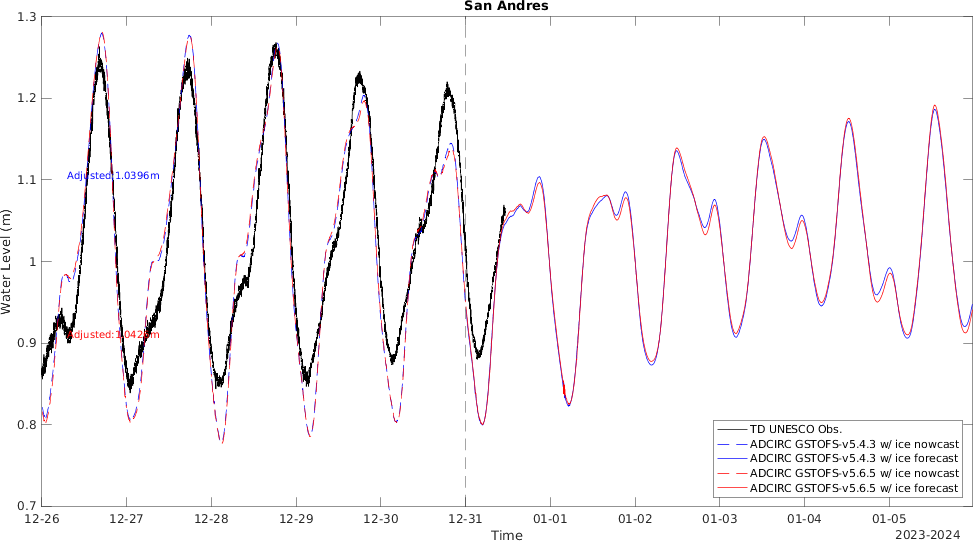 San Andres
1.3
1.2
1.1
1
0.9
0.8
0.7
Water Level (m)
Adjusted:1.0396m
12-26
12-27
12-28
12-29
12-30
12-31
01-01
01-02
01-03
01-04
01-05
Time
2023-2024
TD UNESCO Obs.
ADCIRC GSTOFS-v5.4.3 w/ ice nowcast
ADCIRC GSTOFS-v5.4.3 w/ ice forecast
ADCIRC GSTOFS-v5.6.5 w/ ice nowcast
ADCIRC GSTOFS-v5.6.5 w/ ice forecast